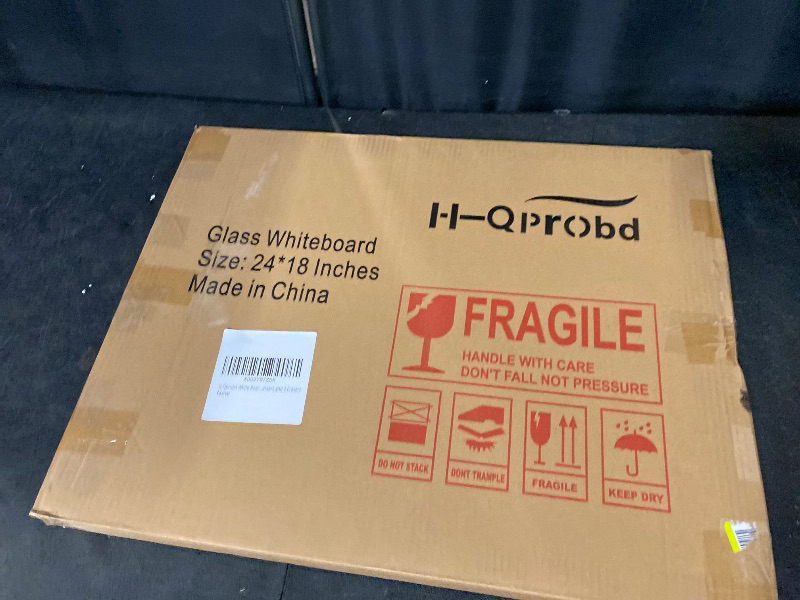 H-Qprobd
Glass Whiteboard
Size: 24*18 Inches
Made in China
FRAGILE
HANDLE WITH CARE
DON'T FALL NOT PRESSURE
DO NOT STACK
DONT TRAMPLE
FRAGILE
KEEP DRY